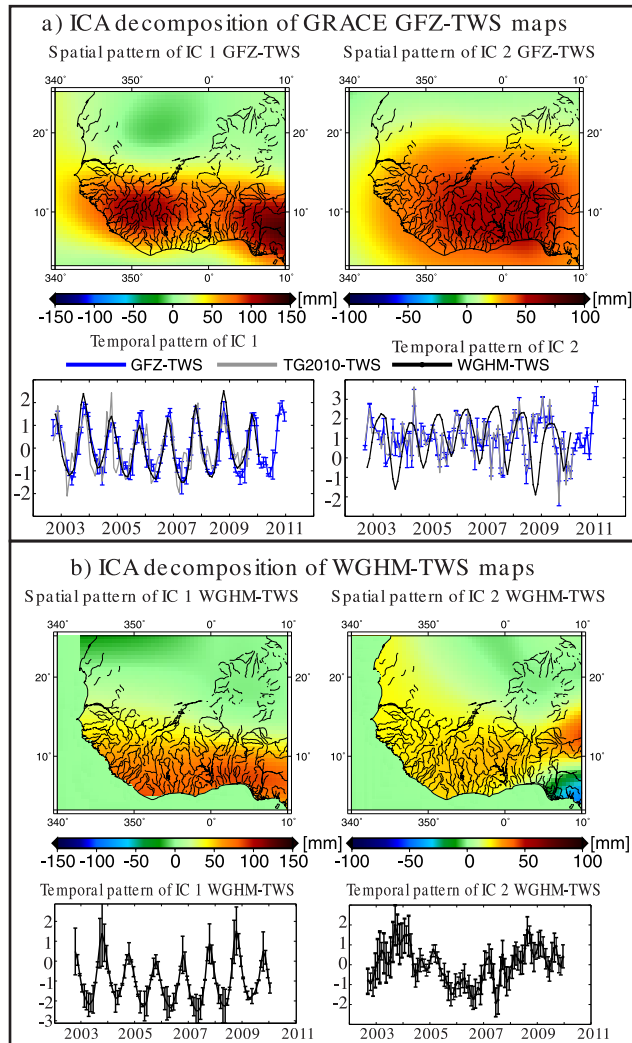 a) ICA decomposition of GRACE GFZ-TWS maps
Spatial pattern of IC 1 GFZ-TWS Spatial pattern of IC 2 GFZ-TWS
340˚ 350˚ 0˚ 10˚ 340˚ 350˚ 0˚ 10˚
20˚ 20˚
10˚ 10˚
340˚ 350˚ 0˚ 10˚ 340˚ 350˚ 0˚ 10˚
[mm] [mm]
-150 -100 -50 0 50 100 150 -100 -50 0 50 100
Temporal pattern of IC 1 Temporal pattern of IC 2
GFZ-TWS TG2010-TWS WGHM-TWS
2 3
1 2
0 1
-1 0
-2 -1
-2
2003 2005 2007 2009 2011 2003 2005 2007 2009 2011
b) ICA decomposition of WGHM-TWS maps
Spatial pattern of IC 1 WGHM-TWS Spatial pattern of IC 2 WGHM-TWS
340˚ 350˚ 0˚ 10˚ 340˚ 350˚ 0˚ 10˚
20˚ 20˚
10˚ 10˚
340˚ 350˚ 0˚ 10˚ 340˚ 350˚ 0˚ 10˚
[mm] [mm]
-150 -100 -50 0 50 100 150 -100 -50 0 50 100
Temporal pattern of IC 1 WGHM-TWS Temporal pattern of IC 2 WGHM-TWS
2 2
1 1
0 0
-1 -1
-2 -2
-3
2003 2005 2007 2009 2011 2003 2005 2007 2009 2011